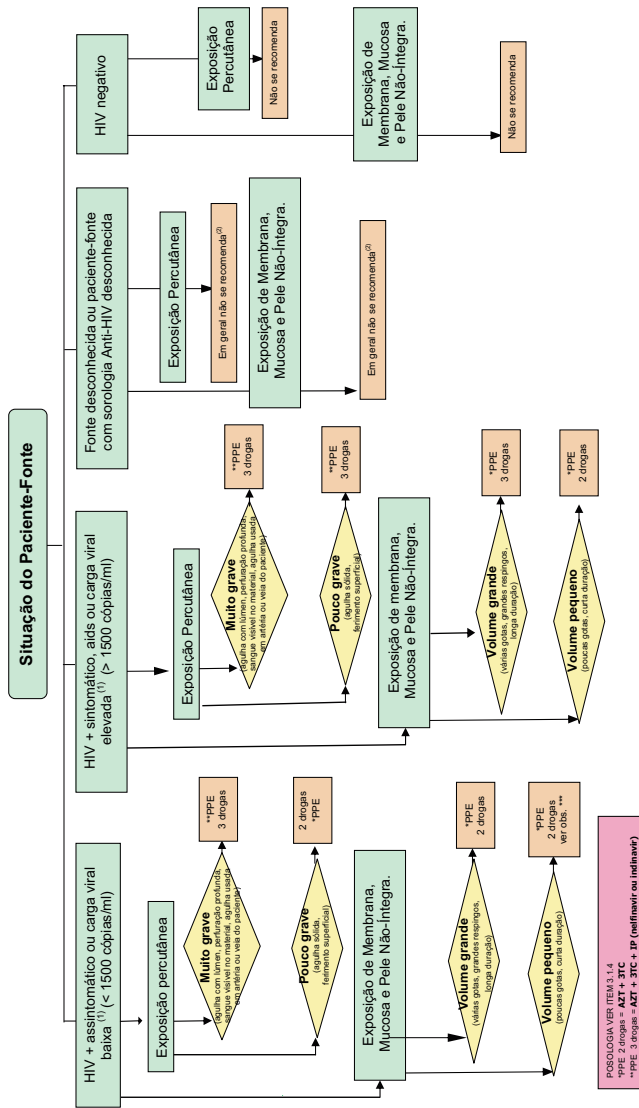 Situação do Paciente-Fonte
HIV + assintomático ou carga viral
baixa (1) (< 1500 cópias/ml)
Exposição percutânea
Muito grave
(agulha com lúmen, perfuração profunda,
sangue visível no material, agulha usada
em artéria ou veia do paciente)
**PPE
3 drogas
Pouco grave
(agulha sólida,
ferimento superficial)
2 drogas
*PPE
Exposição de Membrana,
Mucosa e Pele Não-Íntegra.
Volume grande
(várias gotas, grandes respingos,
longa duração)
*PPE
2 drogas
Volume pequeno
(poucas gotas, curta duração)
*PPE
2 drogas
ver obs. ***
HIV + sintomático, aids ou carga viral
elevada (1) (> 1500 cópias/ml)
Exposição Percutânea
Muito grave
(agulha com lúmen, perfuração profunda,
sangue visível no material, agulha usada
em artéria ou veia do paciente)
**PPE
3 drogas
Pouco grave
(agulha sólida,
ferimento superficial)
**PPE
3 drogas
Exposição de membrana,
Mucosa e Pele Não-Íntegra.
Volume grande
(várias gotas, grandes respingos,
longa duração)
*PPE
3 drogas
Volume pequeno
(poucas gotas, curta duração)
*PPE
2 drogas
Fonte desconhecida ou paciente-fonte
com sorologia Anti-HIV desconhecida
Exposição Percutânea
Em geral não se recomenda(2)
Exposição de Membrana,
Mucosa e Pele Não-Íntegra.
Em geral não se recomenda(2)
HIV negativo
Exposição
Percutânea
Não se recomenda
Exposição de
Membrana, Mucosa
e Pele Não-Íntegra.
Não se recomenda
POSOLOGIA VER ITEM 3.1.4
*PPE 2 drogas = AZT + 3TC
**PPE 3 drogas = AZT + 3TC + IP (nelfinavir ou indinavir)